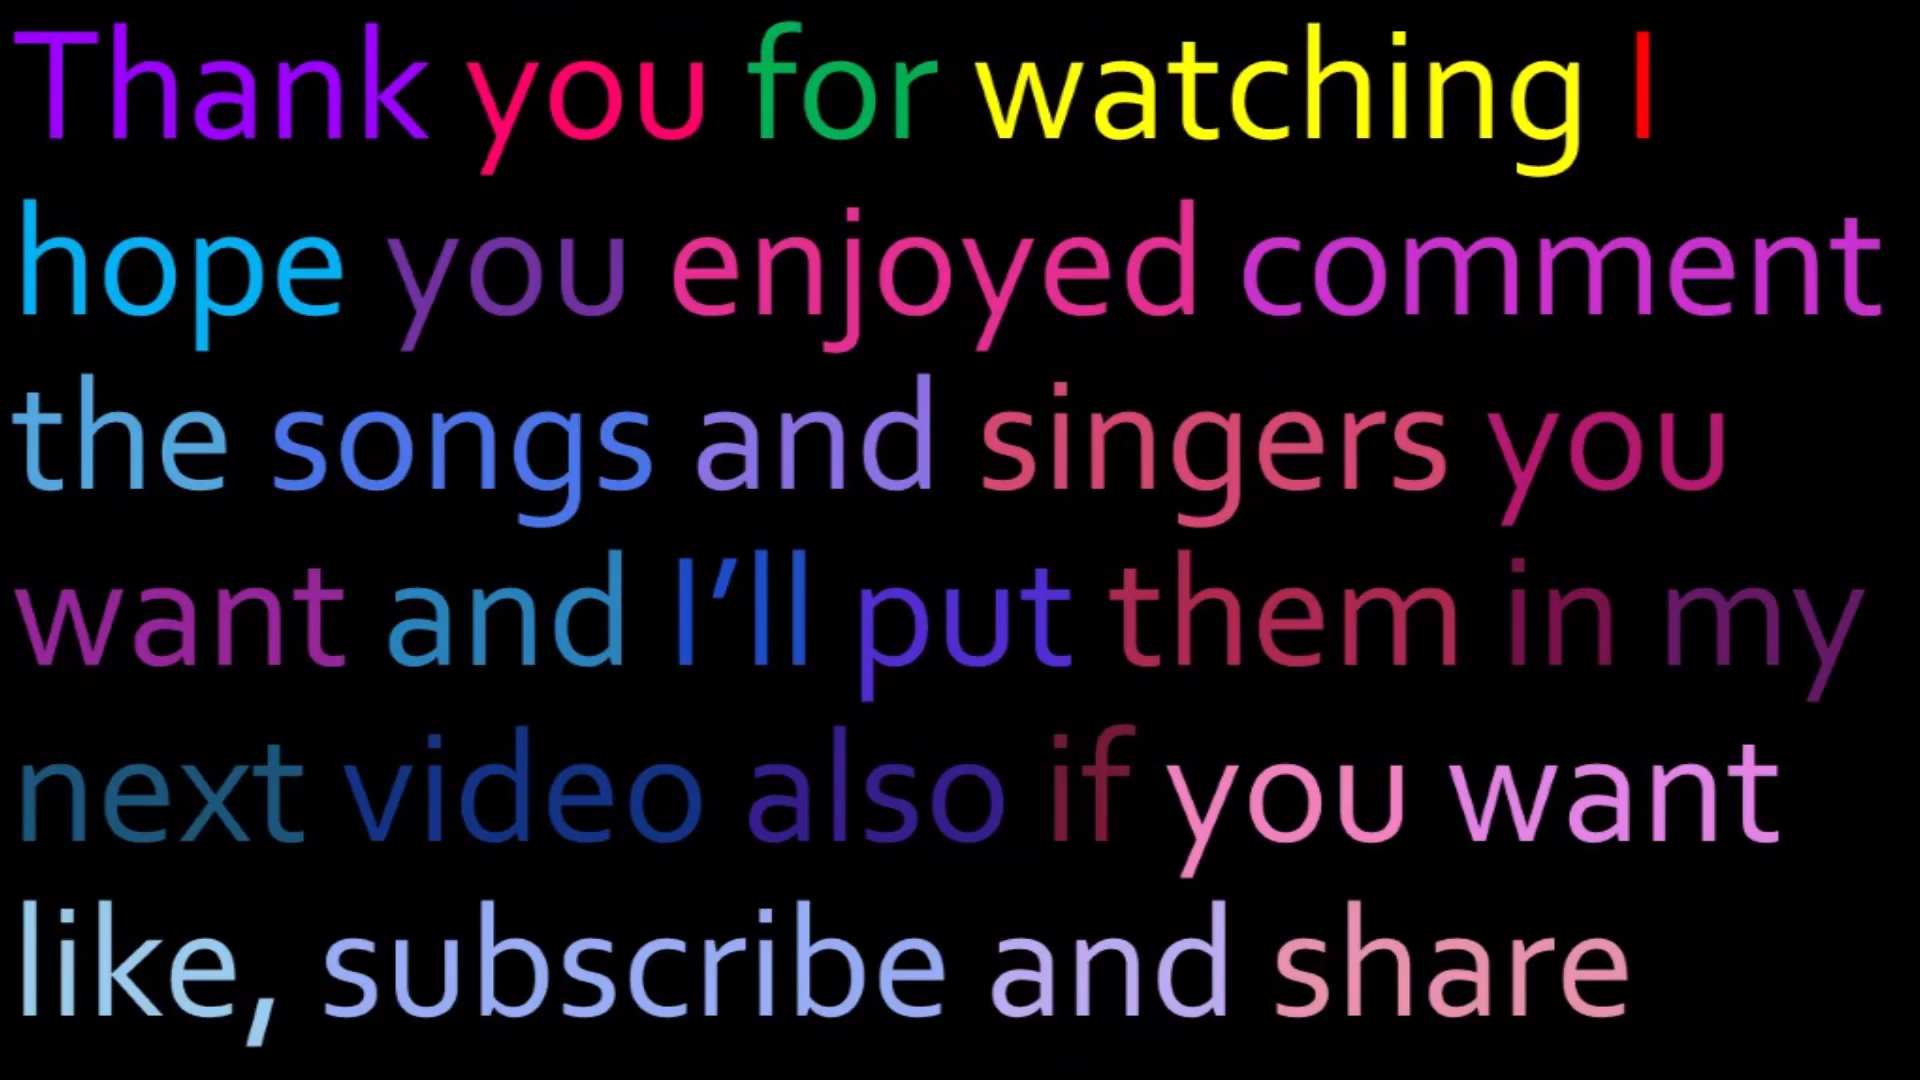 Thank you for watching I
hope you enjoyed comment
the songs and singers you
want and I’ll put them in my
next video also if you want
like, subscribe and share